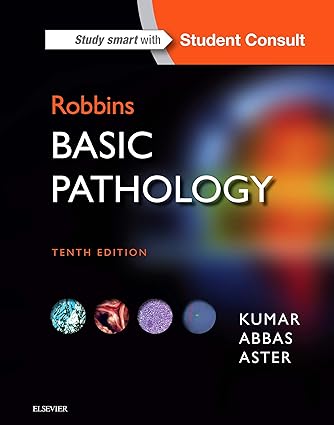 Study smart with Student Consult
Robbins
BASIC
PATHOLOGY
TENTH EDITION
KUMAR
ABBAS
ASTER
ELSEVIER